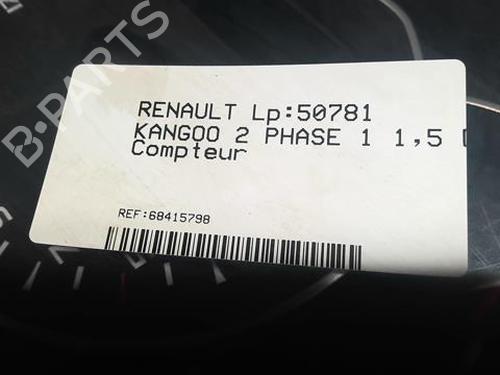 B-PARTS
RENAULT Lp:50781
KANGOO 2 PHASE 1 1,5
Compteur
REF:68415798